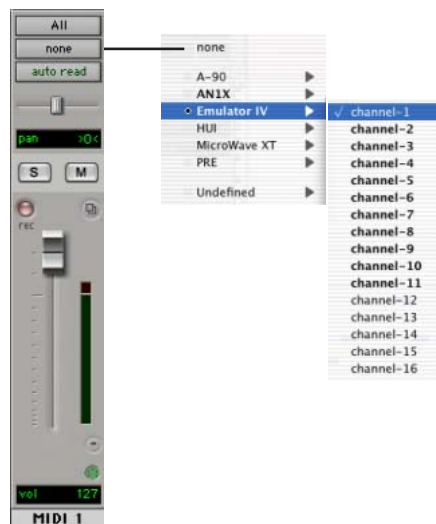 All
none
auto read
pan >0<
S M
rec
vol 127
MIDI 1
none
A-90
AN1X
Emulator IV
HUI
MicroWave XT
PRE
Undefined
√ channel-1
channel-2
channel-3
channel-4
channel-5
channel-6
channel-7
channel-8
channel-9
channel-10
channel-11
channel-12
channel-13
channel-14
channel-15
channel-16